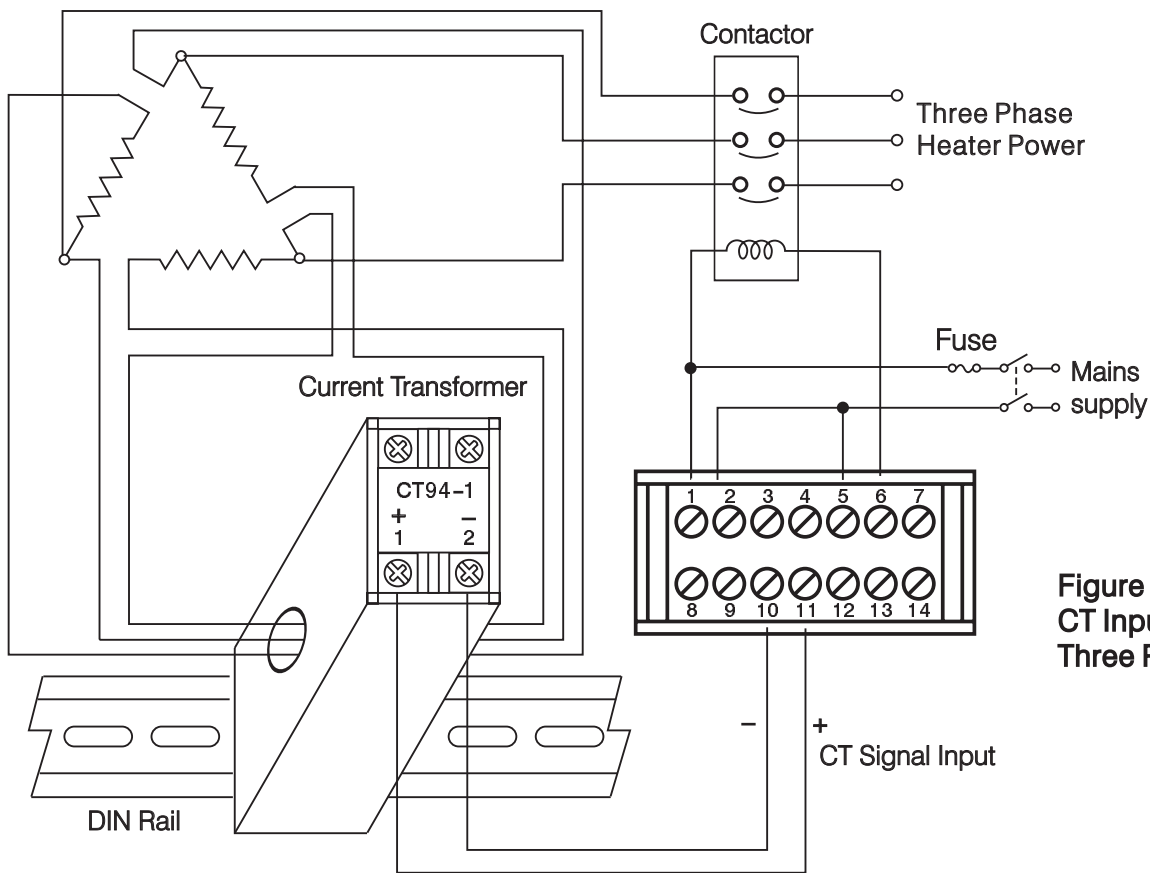 Contactor
Three Phase
Heater Power
Fuse
Mains
supply
Current Transformer
CT94-1
+ −
1 2
1 2 3 4 5 6 7
8 9 10 11 12 13 14
Figure
CT
Three
− +
CT Signal Input
DIN Rail